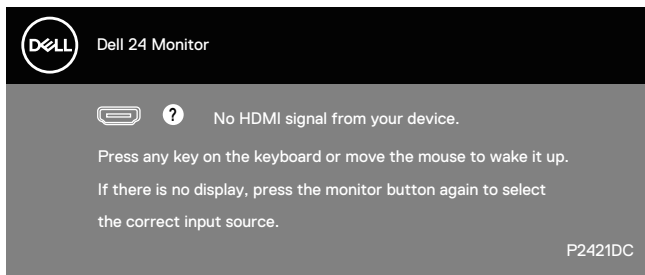 DELL
Dell 24 Monitor
? No HDMI signal from your device.
Press any key on the keyboard or move the mouse to wake it up.
If there is no display, press the monitor button again to select
the correct input source.
P2421DC